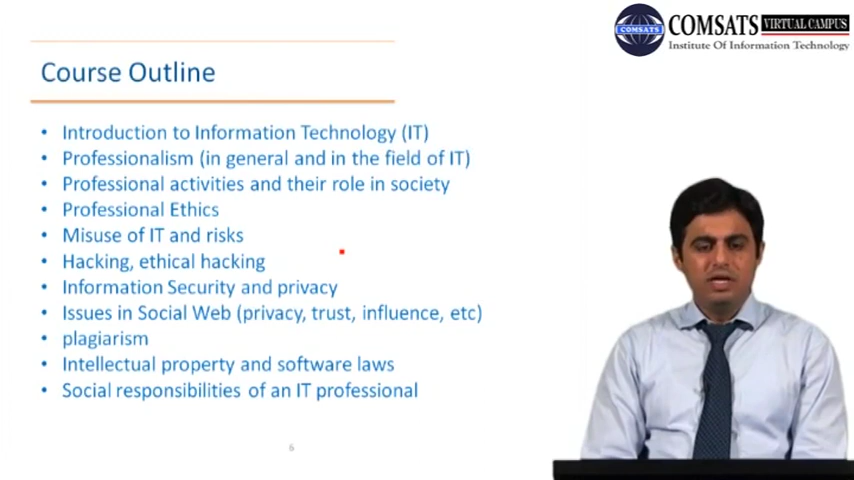 COMSATS VIRTUAL CAMPUS
COMSATS
Institute Of Information Technology
Course Outline
• Introduction to Information Technology (IT)
• Professionalism (in general and in the field of IT)
• Professional activities and their role in society
• Professional Ethics
• Misuse of IT and risks
• Hacking, ethical hacking
• Information Security and privacy
• Issues in Social Web (privacy, trust, influence, etc)
• plagiarism
• Intellectual property and software laws
• Social responsibilities of an IT professional
6